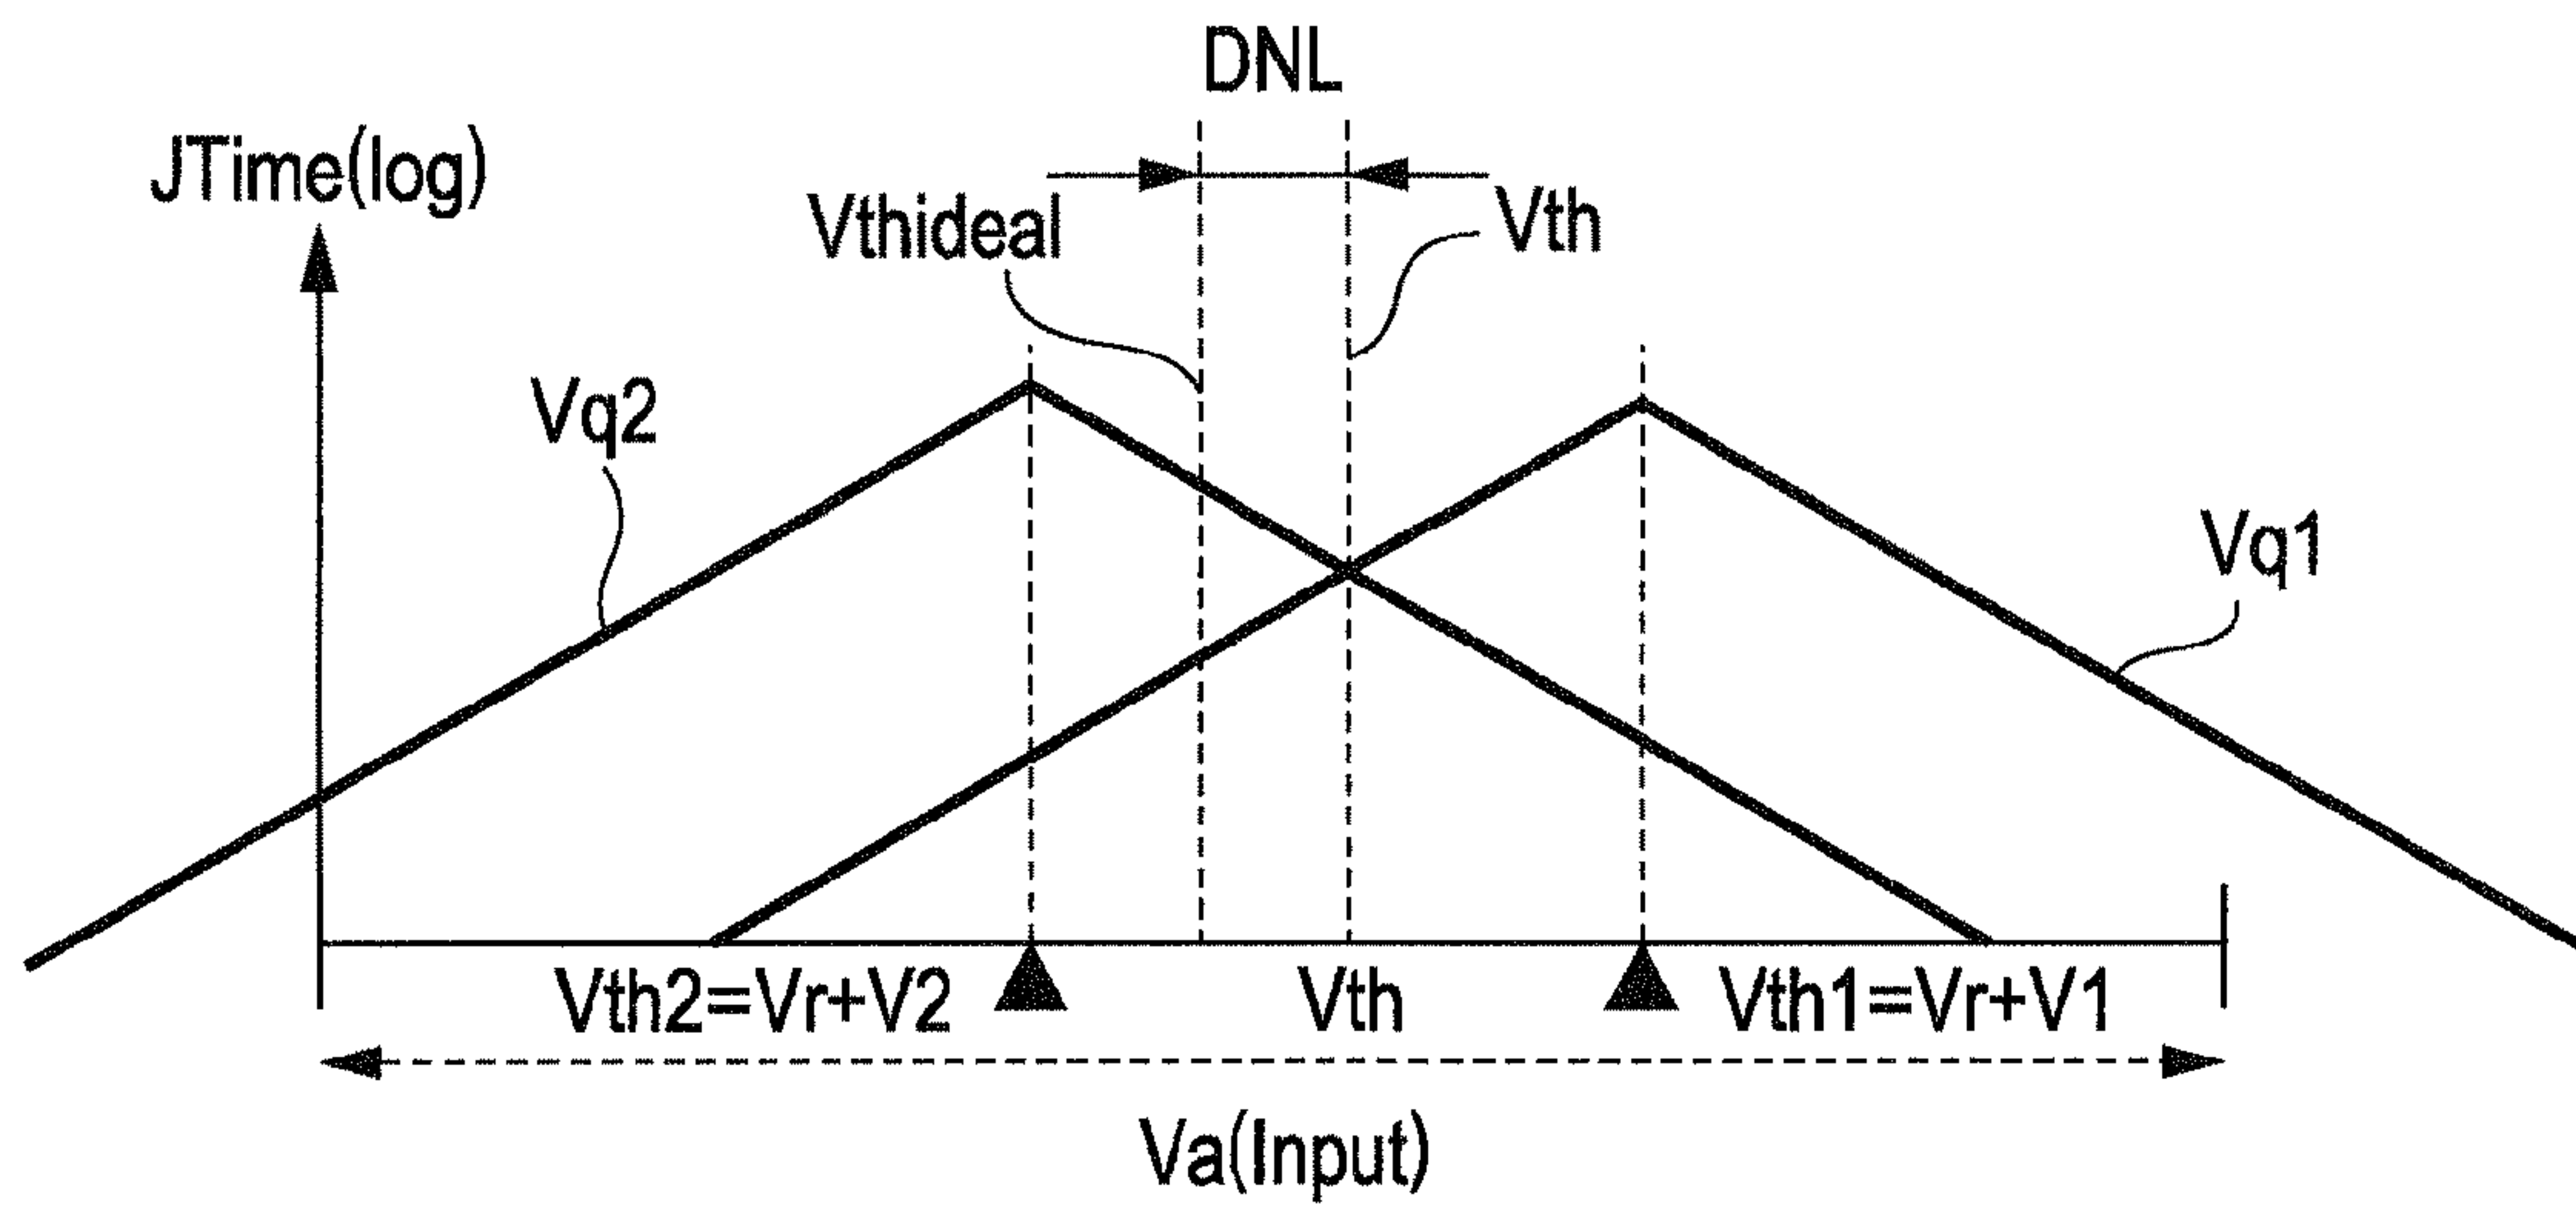 DNL
JTime(log)
Vthideal
Vth
Vq2
Vq1
Vth2=Vr+V2
Vth
Vth1=Vr+V1
Va(Input)